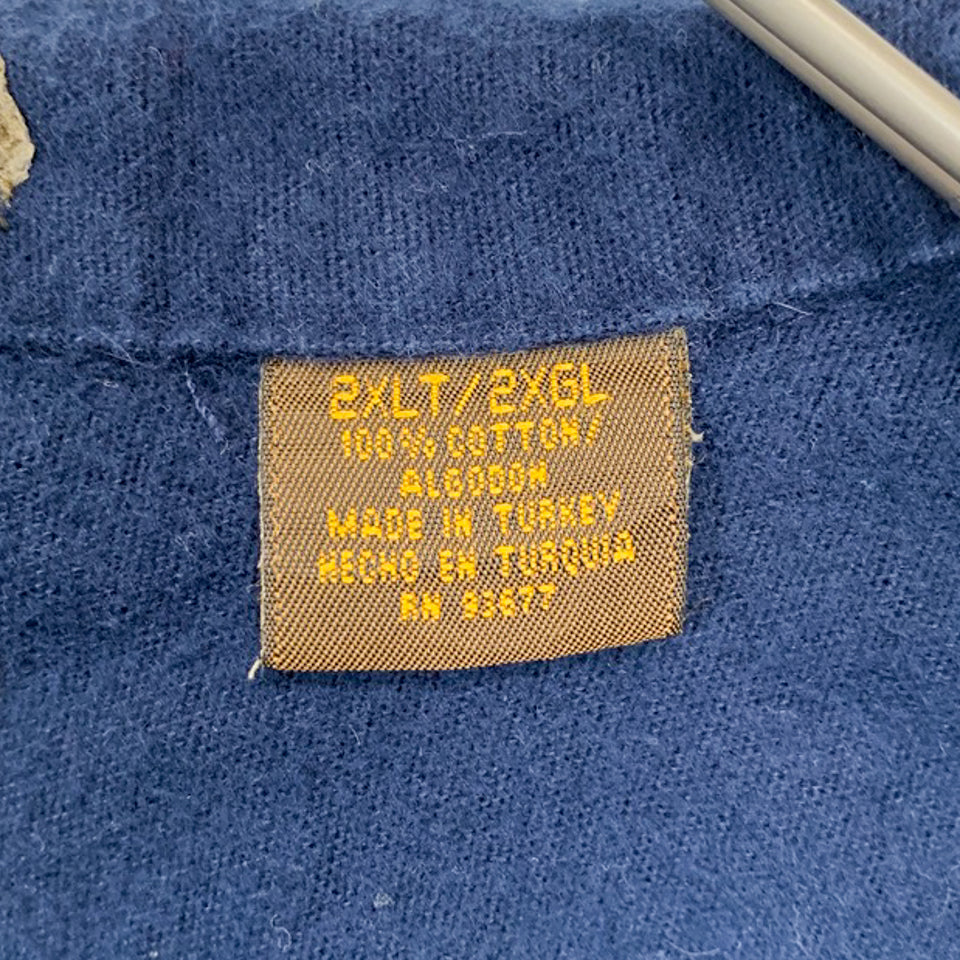 2XLT/2XGL
100% COTTON/
ALGODON
MADE IN TURKEY
HECHO EN TURQUIA
RN 93677